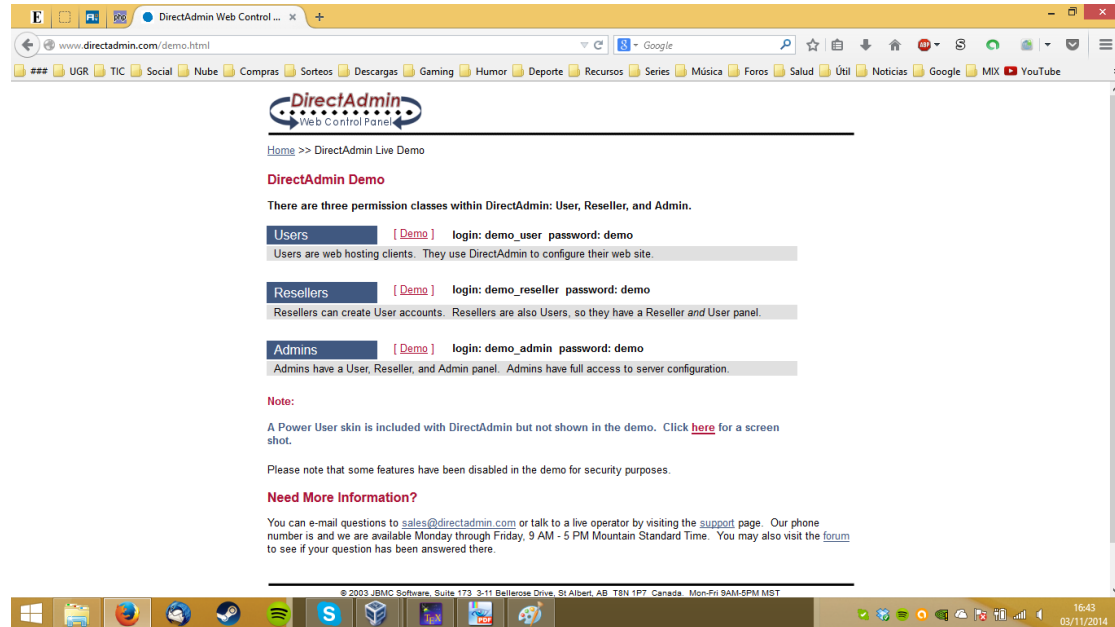 DirectAdmin Web Control ...
www.directadmin.com/demo.html
Google
### UGR TIC Social Nube Compras Sorteos Descargas Gaming Humor Deporte Recursos Series Música Foros Salud Útil Noticias Google MIX YouTube
DirectAdmin
Web Control Panel
Home >> DirectAdmin Live Demo
DirectAdmin Demo
There are three permission classes within DirectAdmin: User, Reseller, and Admin.
Users [ Demo ] login: demo_user password: demo
Users are web hosting clients. They use DirectAdmin to configure their web site.
Resellers [ Demo ] login: demo_reseller password: demo
Resellers can create User accounts. Resellers are also Users, so they have a Reseller and User panel.
Admins [ Demo ] login: demo_admin password: demo
Admins have a User, Reseller, and Admin panel. Admins have full access to server configuration.
Note:
A Power User skin is included with DirectAdmin but not shown in the demo. Click here for a screen
shot.
Please note that some features have been disabled in the demo for security purposes.
Need More Information?
You can e-mail questions to sales@directadmin.com or talk to a live operator by visiting the support page. Our phone
number is and we are available Monday through Friday, 9 AM - 5 PM Mountain Standard Time. You may also visit the forum
to see if your question has been answered there.
© 2003 JBMC Software, Suite 173 3-11 Bellerose Drive, St Albert, AB T8N 1P7 Canada. Mon-Fri 9AM-5PM MST
16:43
03/11/2014